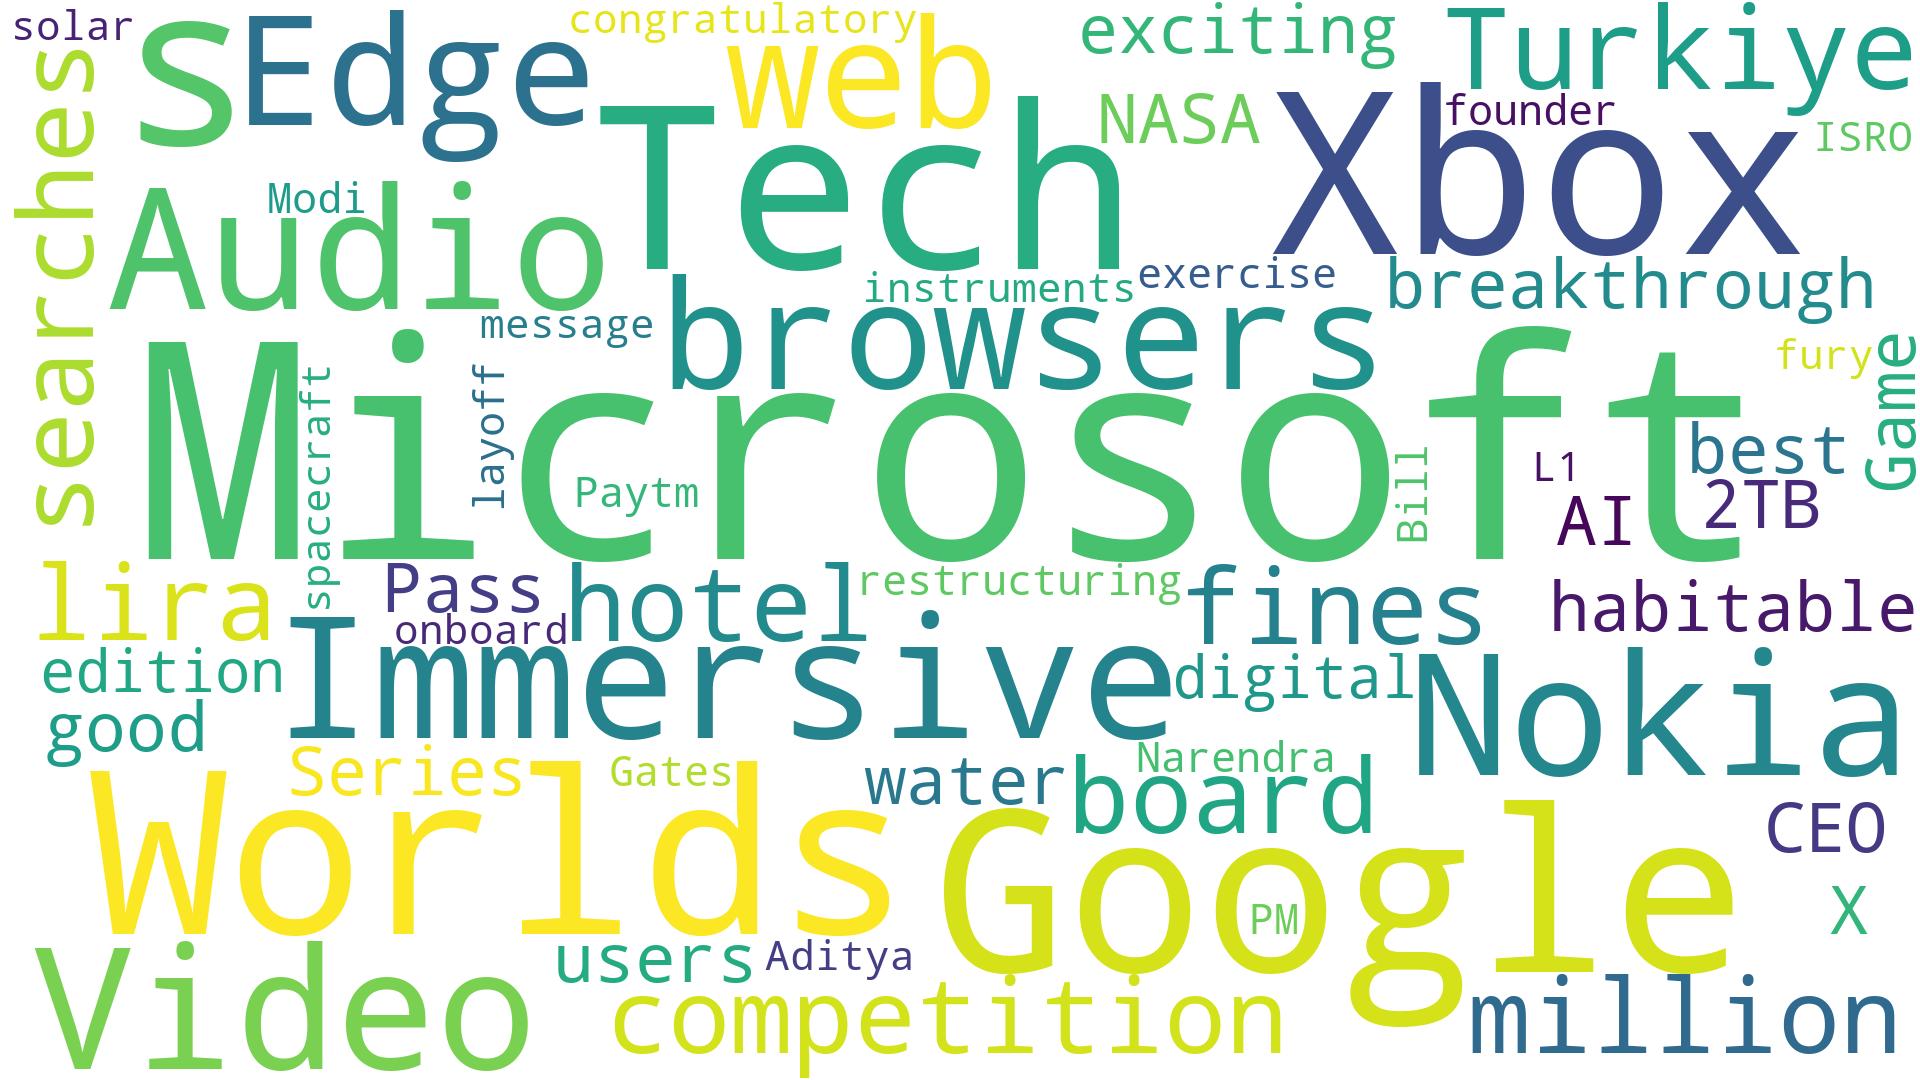 solar
s
Edge
congratulatory
web
exciting
Turkiye
searches
Tech
NASA
Xbox
founder
ISRO
Audio
Modi
instruments
exercise
breakthrough
message
browsers
Microsoft
spacecraft
layoff
Paytm
Bill
L1
AI
best
2TB
fury
Game
lira
Pass
onboard
hotel
restructuring
fines
habitable
edition
good
Immersive
digital
Nokia
Series
Gates
water
Narendra
board
Worlds
Google
PM
CEO
X
Video
users
Aditya
competition
million